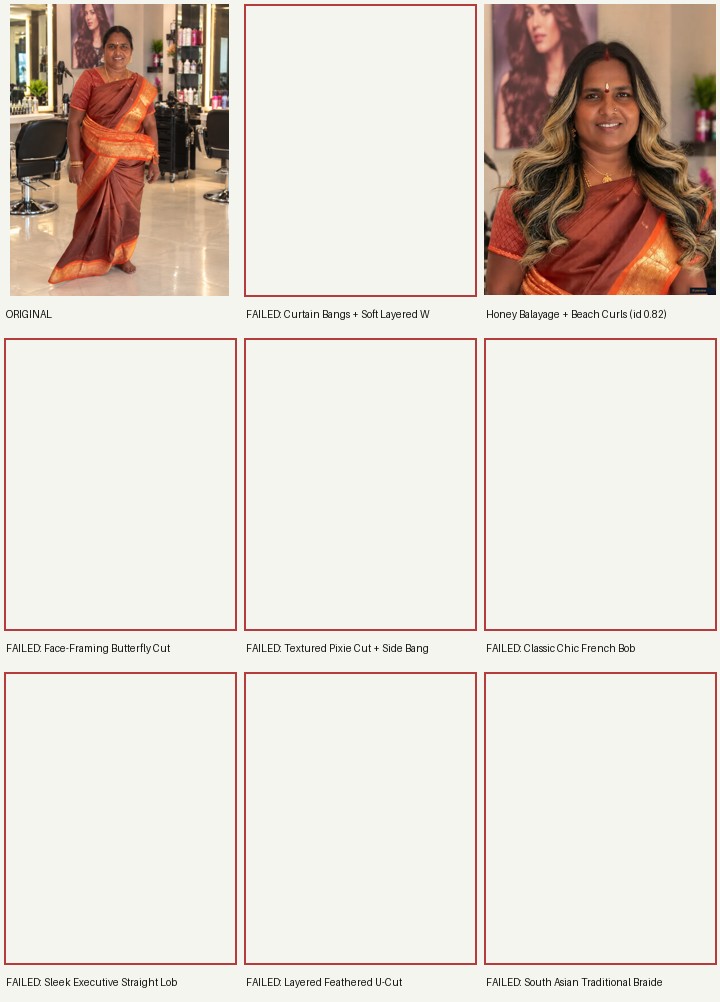 ORIGINAL
FAILED: Curtain Bangs + Soft Layered W
Honey Balayage + Beach Curls (id 0.82)
FAILED: Face-Framing Butterfly Cut
FAILED: Textured Pixie Cut + Side Bang
FAILED: Classic Chic French Bob
FAILED: Sleek Executive Straight Lob
FAILED: Layered Feathered U-Cut
FAILED: South Asian Traditional Braide